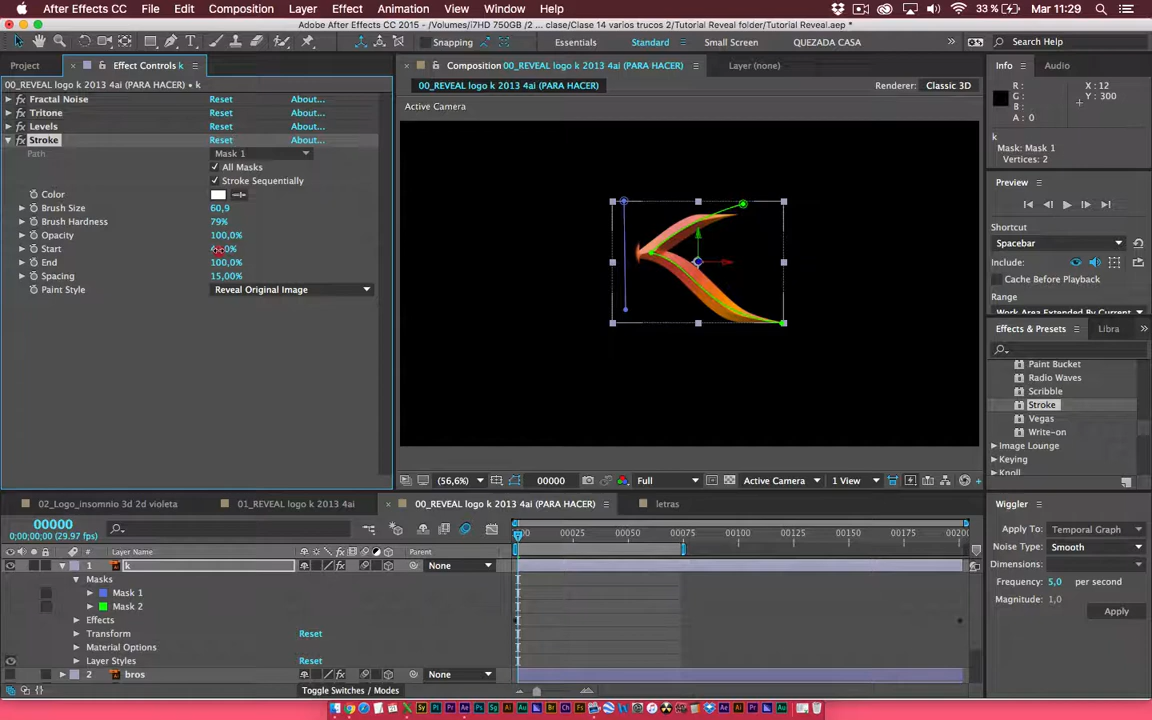 After Effects CC File Edit Composition Layer Effect Animation View Window Help 33 % Mar 11:29
Adobe After Effects CC 2015 - /Volumes/i7HD 750GB /2 ... clase/Clase 14 varios trucos 2/Tutorial Reveal folder/Tutorial Reveal.aep *
Snapping Essentials Standard Small Screen QUEZADA CASA Search Help
Project Effect Controls k Composition 00_REVEAL logo k 2013 4ai (PARA HACER) Layer (none) Info Audio
00_REVEAL logo k 2013 4ai (PARA HACER) • k 00_REVEAL logo k 2013 4ai (PARA HACER) Renderer: Classic 3D
R : X : 12
G : Y : 300
B :
A : 0
Fractal Noise Reset About...
Active Camera
Tritone Reset About...
Levels Reset About...
Stroke Reset About...
k
Mask: Mask 1
Vertices: 2
Path Mask 1
All Masks
Stroke Sequentially
Color
Brush Size 60,9
Brush Hardness 79%
Opacity 100,0%
Start
End 100,0%
Spacing 15,00%
Paint Style Reveal Original Image
Preview
Shortcut
Spacebar
Include:
Cache Before Playback
Range
Work Area Extended By Current
Effects & Presets Libra
Paint Bucket
Radio Waves
Scribble
Stroke
Vegas
Write-on
Image Lounge
Keying
Knoll
(56,6%) 00000 Full Active Camera 1 View
02_Logo_insomnio 3d 2d violeta 01_REVEAL logo k 2013 4ai 00_REVEAL logo k 2013 4ai (PARA HACER) letras
Wiggler
00000
0;00;00;00 (29.97 fps)
00025 00050 00075 00100 00125 00150 00175
# Layer Name Parent
1 k None
Masks
Mask 1
Mask 2
Effects
Transform Reset
Material Options
Layer Styles Reset
2 bros None
Toggle Switches / Modes
Apply To: Temporal Graph
Noise Type: Smooth
Dimensions:
Frequency: 5,0 per second
Magnitude: 1,0
Apply